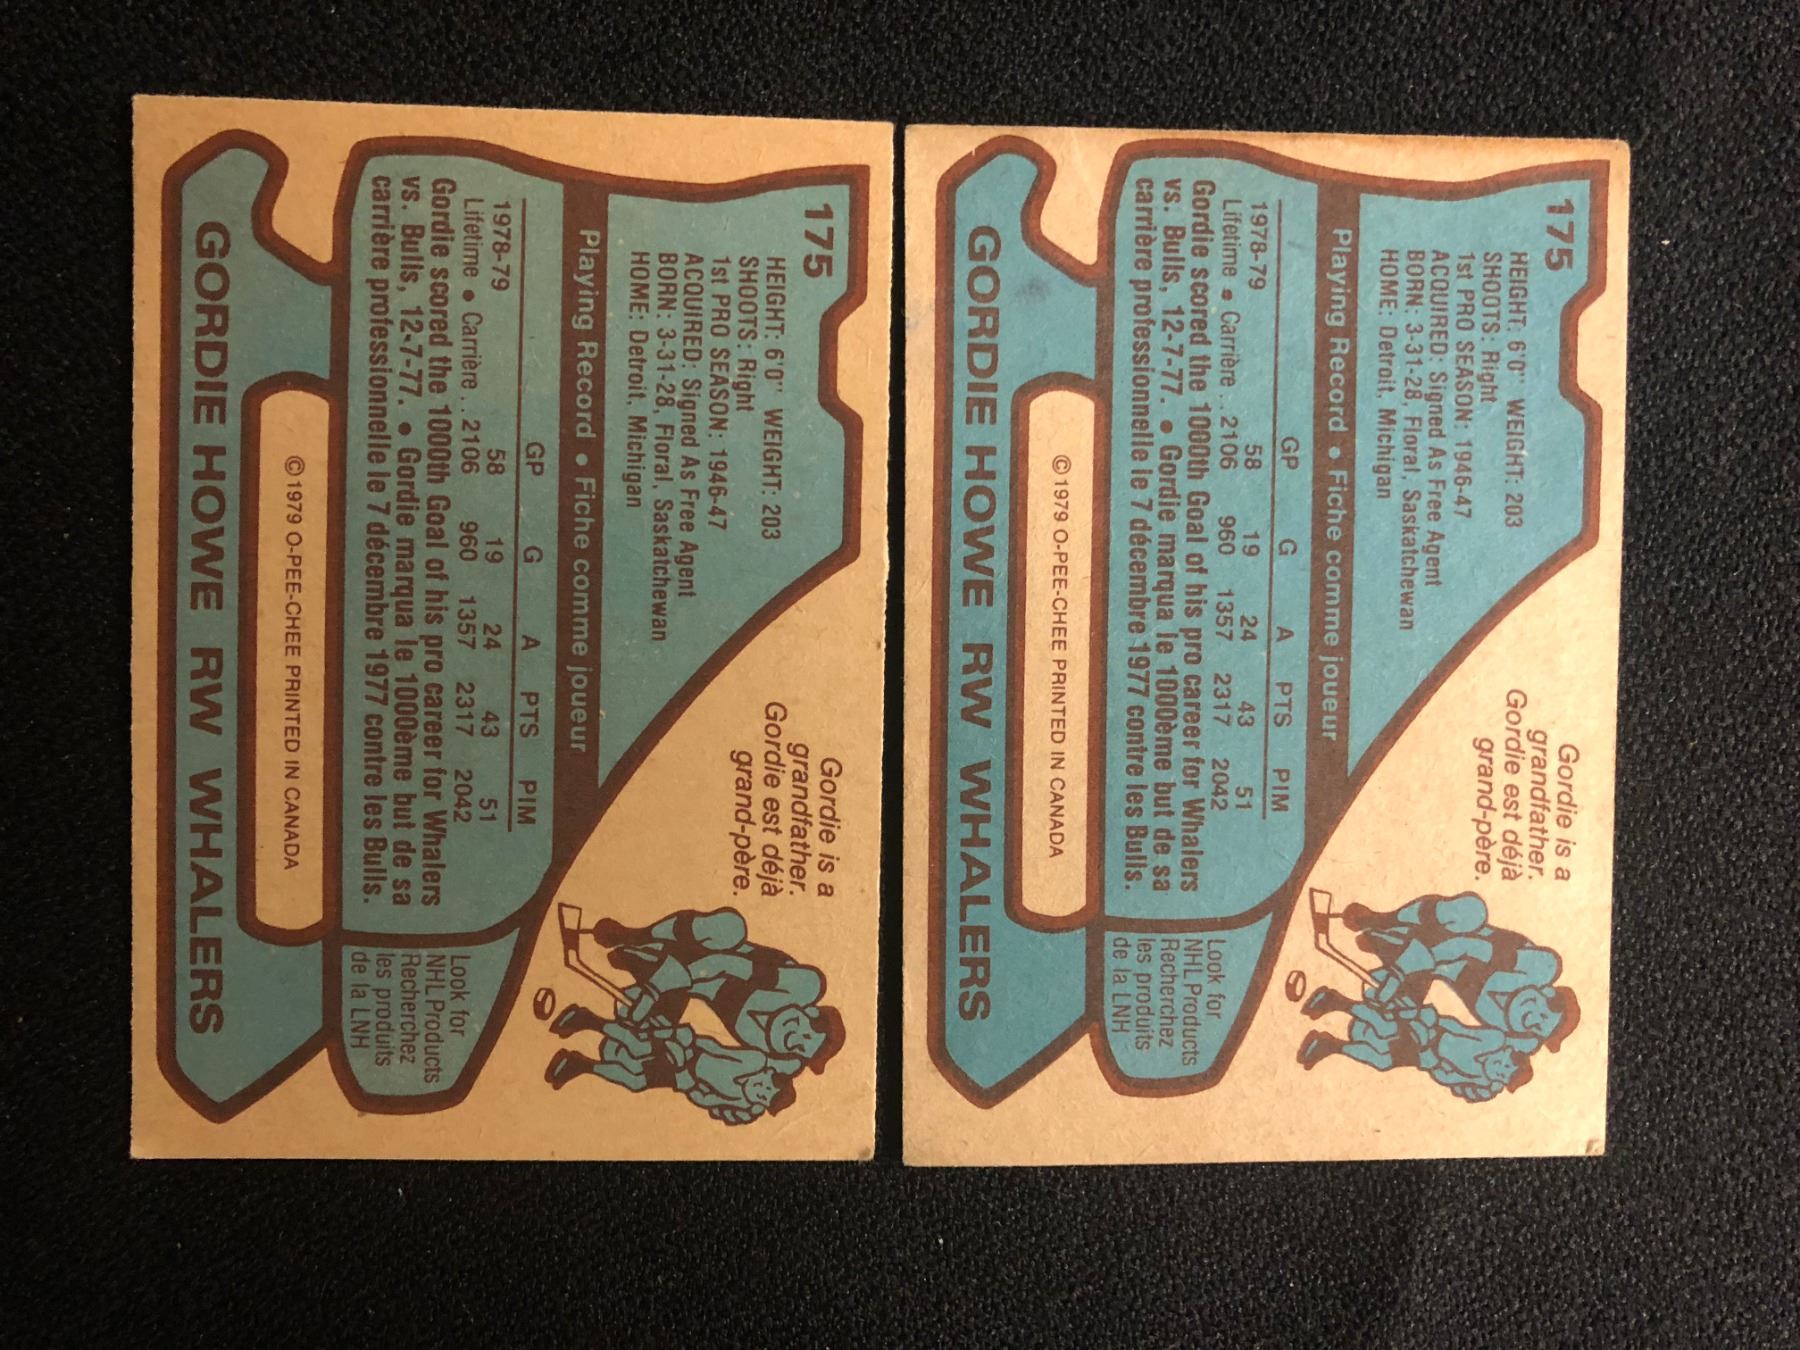 175
HEIGHT: 6'0" WEIGHT: 203
SHOOTS: Right
1st PRO SEASON: 1946-47
ACQUIRED: Signed As Free Agent
BORN: 3-31-28, Floral, Saskatchewan
HOME: Detroit, Michigan
Gordie is a
grandfather.
Gordie est déjà
grand-père.
Playing Record • Fiche comme joueur
GP G A PTS PIM
1978-79 58 19 24 43 51
Lifetime • Carrière .. 2106 960 1357 2317 2042
Gordie scored the 1000th Goal of his pro career for Whalers
vs. Bulls, 12-7-77. • Gordie marqua le 1000ème but de sa
carrière professionnelle le 7 décembre 1977 contre les Bulls.
Look for
NHL Products
Recherchez
les produits
de la LNH
© 1979 O-PEE-CHEE PRINTED IN CANADA
GORDIE HOWE RW WHALERS
175
HEIGHT: 6'0" WEIGHT: 203
SHOOTS: Right
1st PRO SEASON: 1946-47
ACQUIRED: Signed As Free Agent
BORN: 3-31-28, Floral, Saskatchewan
HOME: Detroit, Michigan
Gordie is a
grandfather.
Gordie est déjà
grand-père.
Playing Record • Fiche comme joueur
GP G A PTS PIM
1978-79 58 19 24 43 51
Lifetime • Carrière .. 2106 960 1357 2317 2042
Gordie scored the 1000th Goal of his pro career for Whalers
vs. Bulls, 12-7-77. • Gordie marqua le 1000ème but de sa
carrière professionnelle le 7 décembre 1977 contre les Bulls.
Look for
NHL Products
Recherchez
les produits
de la LNH
© 1979 O-PEE-CHEE PRINTED IN CANADA
GORDIE HOWE RW WHALERS